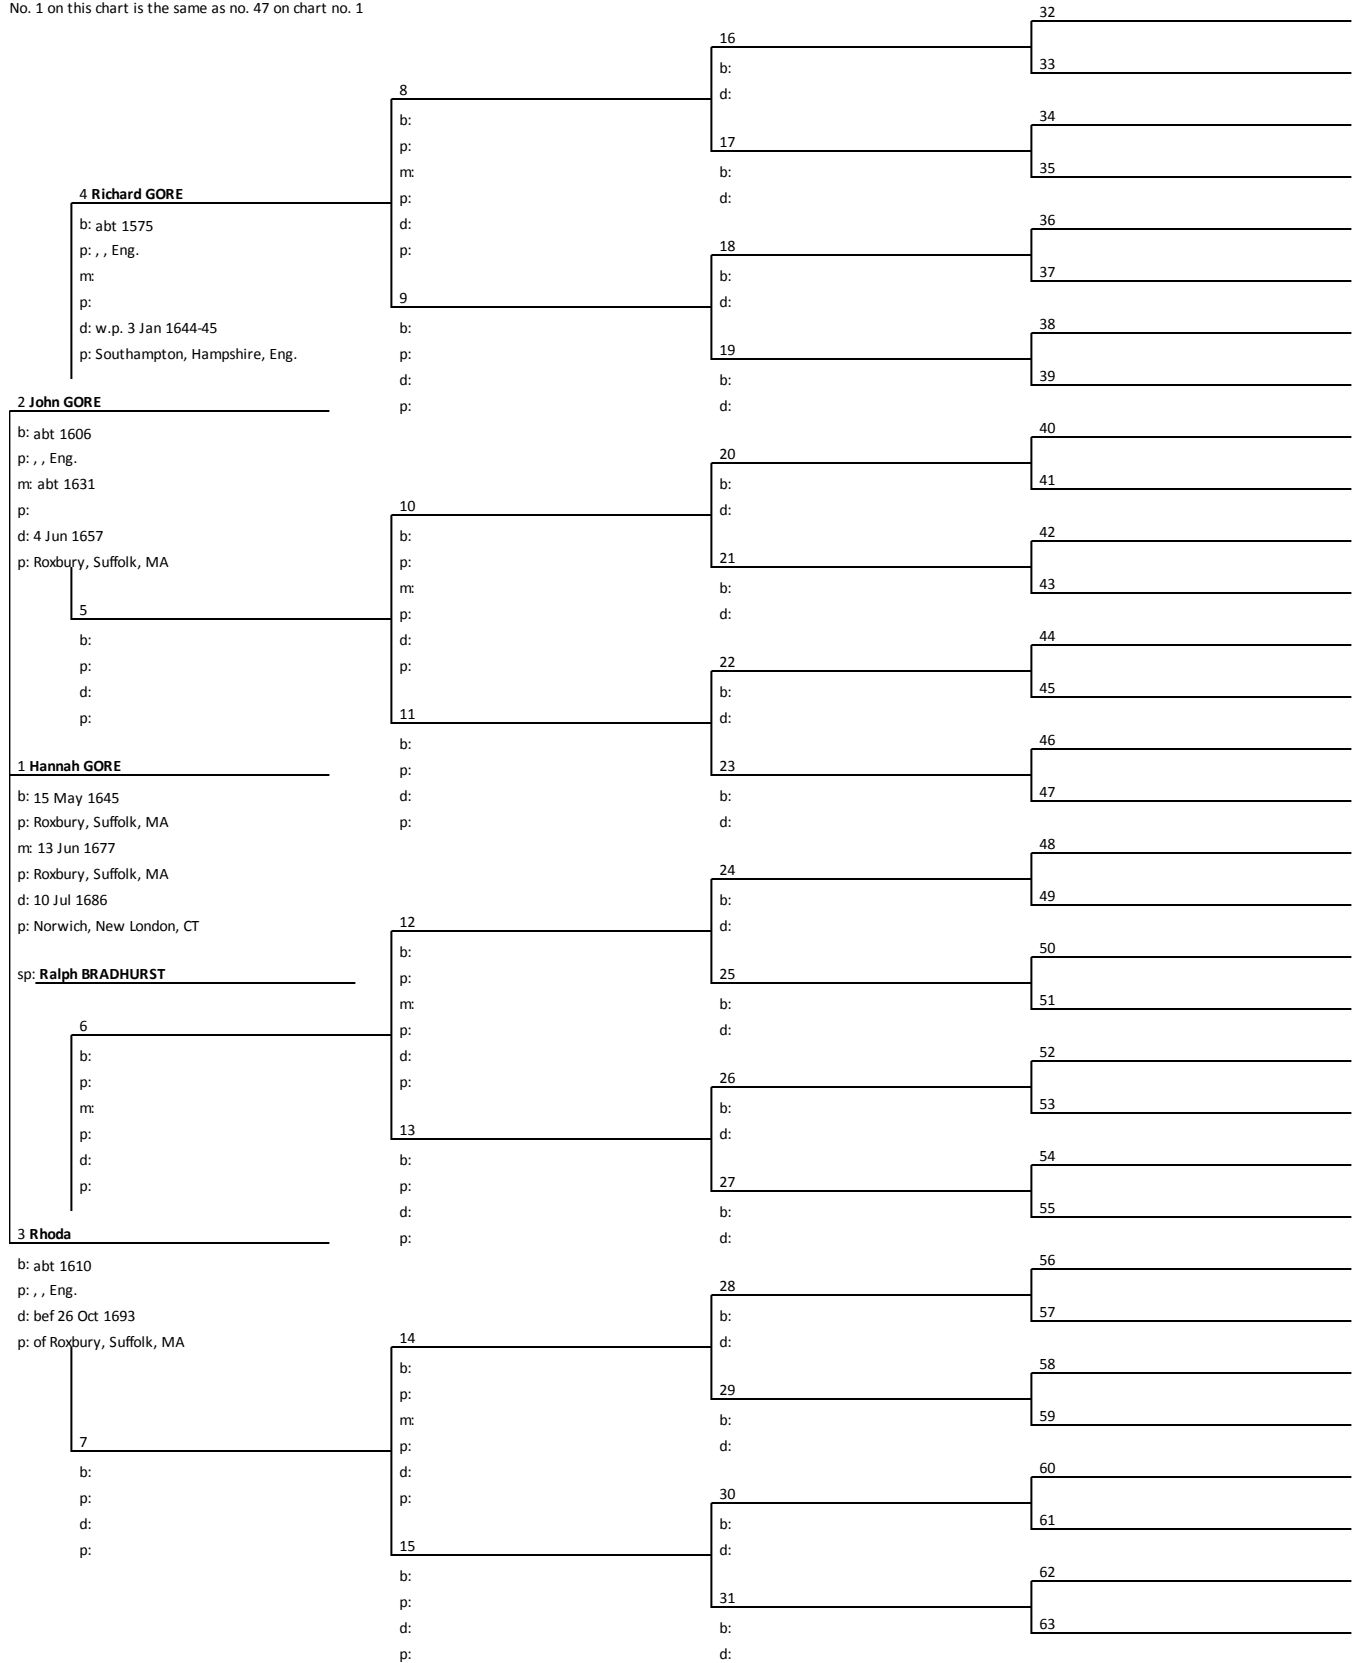 No. 1 on this chart is the same as no. 47 on chart no. 1
4 Richard GORE
b: abt 1575
p: , , Eng.
m:
p:
d: w.p. 3 Jan 1644-45
p: Southampton, Hampshire, Eng.
2 John GORE
b: abt 1606
p: , , Eng.
m: abt 1631
p:
d: 4 Jun 1657
p: Roxbury, Suffolk, MA
5
b:
p:
d:
p:
1 Hannah GORE
b: 15 May 1645
p: Roxbury, Suffolk, MA
m: 13 Jun 1677
p: Roxbury, Suffolk, MA
d: 10 Jul 1686
p: Norwich, New London, CT
sp: Ralph BRADHURST
6
b:
p:
m:
p:
d:
p:
3 Rhoda
b: abt 1610
p: , , Eng.
d: bef 26 Oct 1693
p: of Roxbury, Suffolk, MA
7
b:
p:
d:
p:
8
b:
p:
m:
p:
d:
p:
9
b:
p:
d:
p:
10
b:
p:
m:
p:
d:
p:
11
b:
p:
d:
p:
12
b:
p:
m:
p:
d:
p:
13
b:
p:
d:
p:
14
b:
p:
m:
p:
d:
p:
15
b:
p:
d:
p:
16
b:
d:
17
b:
d:
18
b:
d:
19
b:
d:
20
b:
d:
21
b:
d:
22
b:
d:
23
b:
d:
24
b:
d:
25
b:
d:
26
b:
d:
27
b:
d:
28
b:
d:
29
b:
d:
30
b:
d:
31
b:
d:
32
33
34
35
36
37
38
39
40
41
42
43
44
45
46
47
48
49
50
51
52
53
54
55
56
57
58
59
60
61
62
63